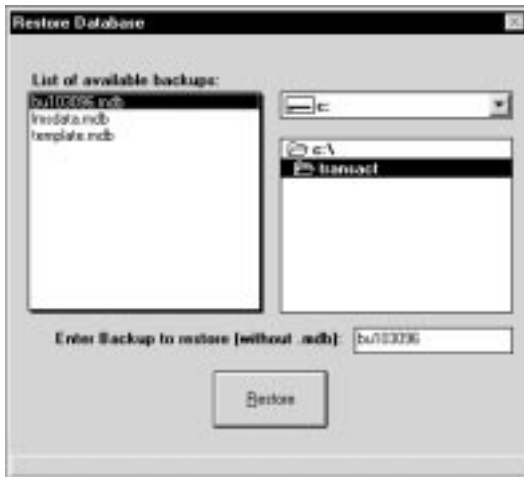 Restore Database
List of available backups:
bu103096.mdb
lmsdata.mdb
template.mdb
c:
c:\
transact
Enter Backup to restore (without .mdb):
bu103096
Restore